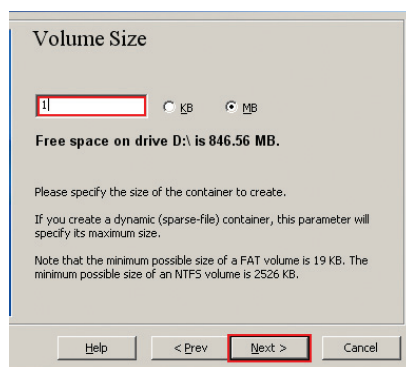 Volume Size
1
KB
MB
Free space on drive D:\ is 846.56 MB.
Please specify the size of the container to create.
If you create a dynamic (sparse-file) container, this parameter will
specify its maximum size.
Note that the minimum possible size of a FAT volume is 19 KB. The
minimum possible size of an NTFS volume is 2526 KB.
Help
< Prev
Next >
Cancel